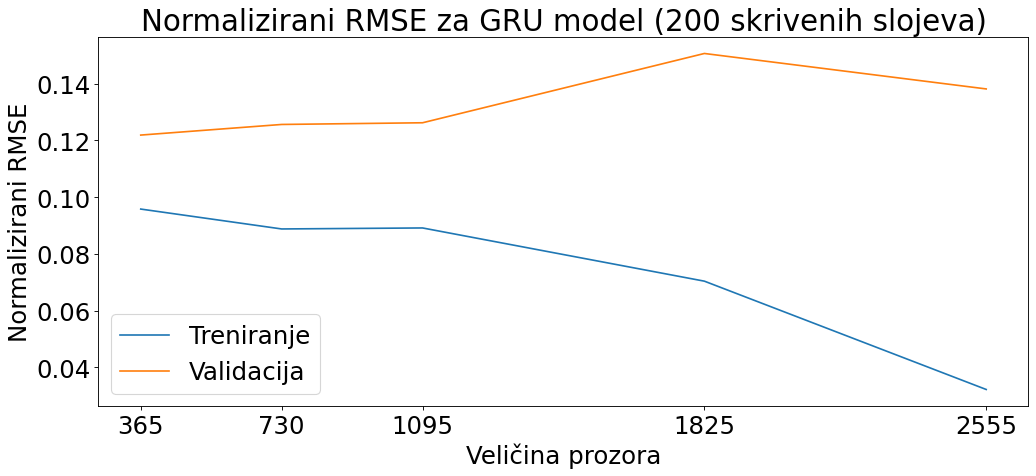 Normalizirani RMSE za GRU model (200 skrivenih slojeva)
Normalizirani RMSE
0.14
0.12
0.10
0.08
0.06
0.04
Treniranje
Validacija
365 730 1095 1825 2555
Veličina prozora